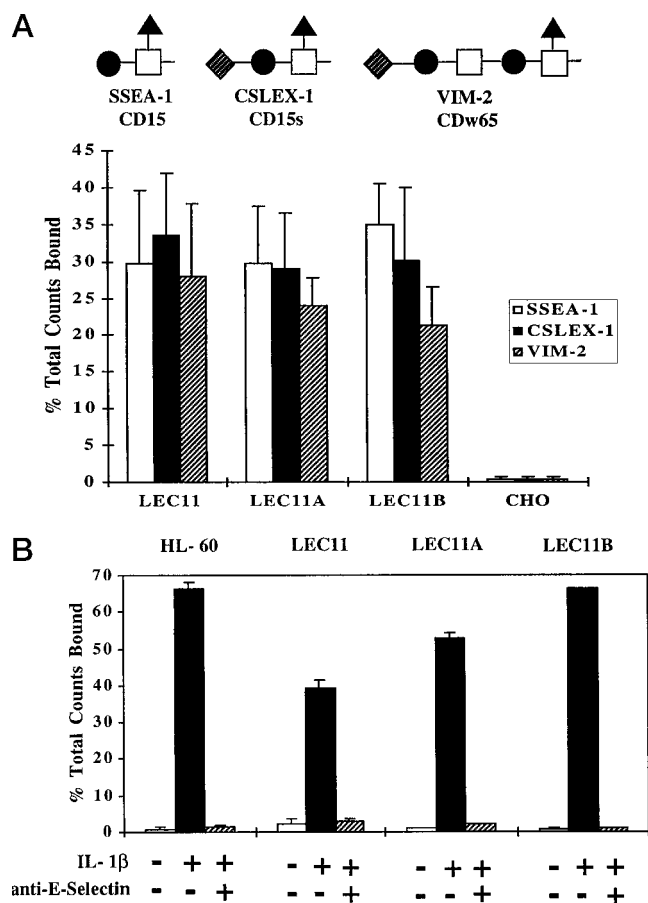 A
SSEA-1 CSLEX-1 VIM-2
CD15 CD15s CDw65
% Total Counts Bound
45
40
35
30
25
20
15
10
5
0
SSEA-1
CSLEX-1
VIM-2
LEC11 LEC11A LEC11B CHO
B
HL-60 LEC11 LEC11A LEC11B
% Total Counts Bound
70
60
50
40
30
20
10
0
IL-1β - + + - + + - + + - + +
anti-E-Selectin - - + - - + - - + - - +